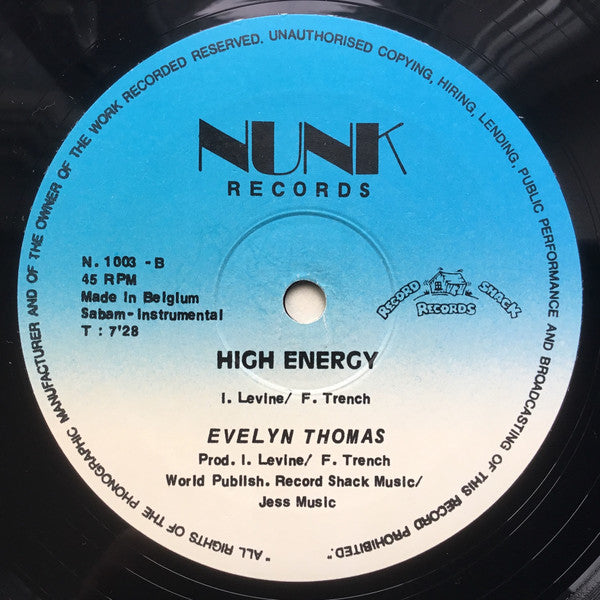 "ALL RIGHTS OF THE PHONOGRAPHIC MANUFACTURER AND OF THE OWNER OF THE WORK RECORDED RESERVED. UNAUTHORISED COPYING, HIRING, LENDING, PUBLIC PERFORMANCE AND BROADCASTING OF THIS RECORD PROHIBITED."
NUNK
RECORDS
N. 1003 - B
45 RPM
Made In Belgium
Sabam-Instrumental
T : 7'28
RECORD SHACK
RECORDS
HIGH ENERGY
I. Levine/ F. Trench
EVELYN THOMAS
Prod. I. Levine/ F. Trench
World Publish. Record Shack Music/
Jess Music